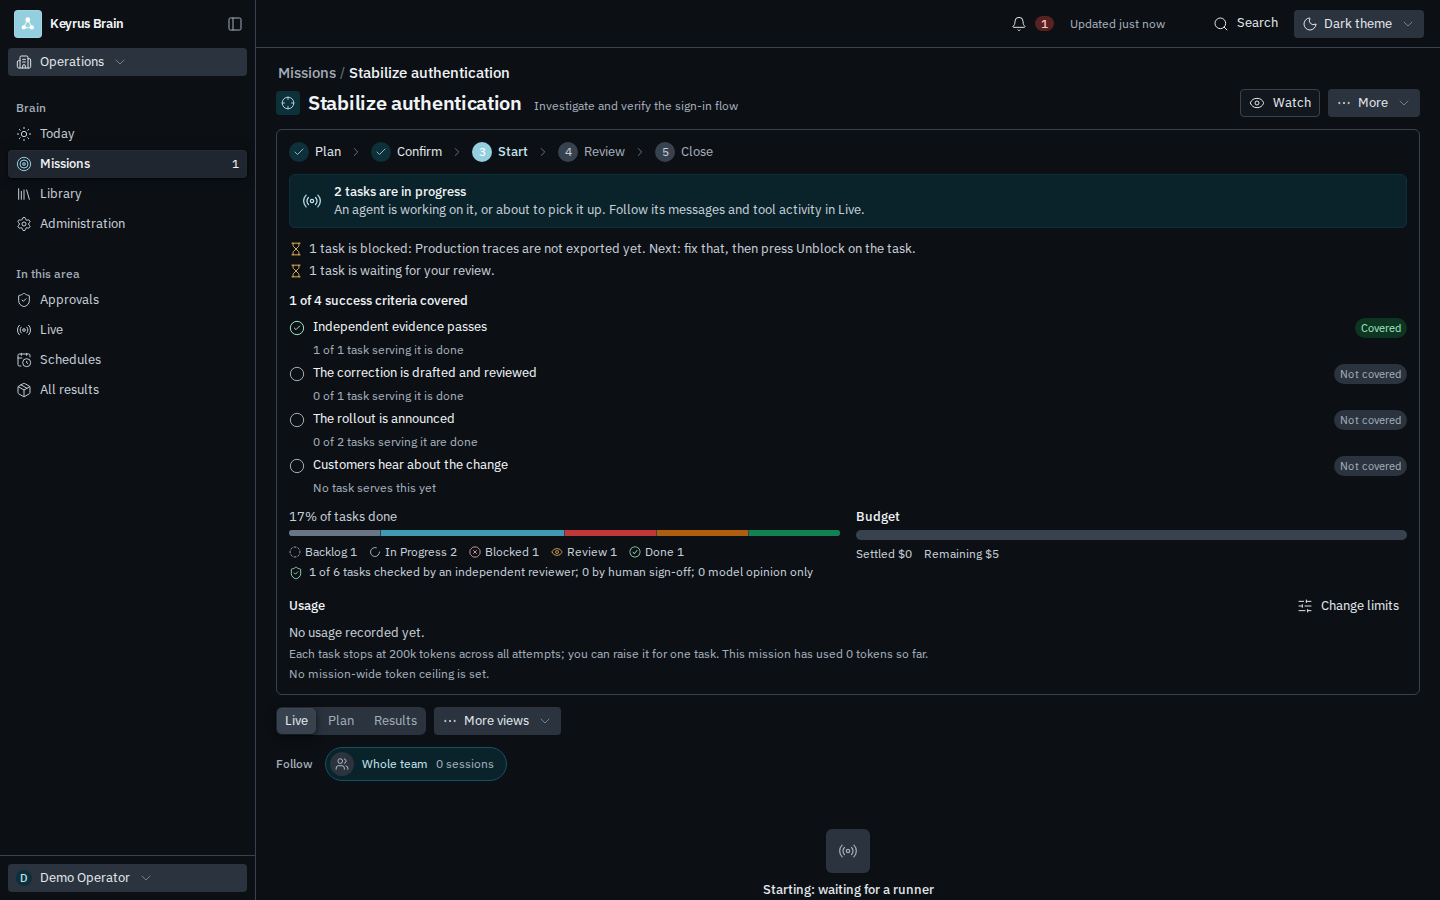 Keyrus Brain
1
Updated just now
Search
Dark theme
Operations
Brain
Today
Missions 1
Library
Administration
In this area
Approvals
Live
Schedules
All results
D Demo Operator
Missions / Stabilize authentication
Stabilize authentication Investigate and verify the sign-in flow
Watch
More
Plan
Confirm
3 Start
4 Review
5 Close
2 tasks are in progress
An agent is working on it, or about to pick it up. Follow its messages and tool activity in Live.
1 task is blocked: Production traces are not exported yet. Next: fix that, then press Unblock on the task.
1 task is waiting for your review.
1 of 4 success criteria covered
Independent evidence passes Covered
1 of 1 task serving it is done
The correction is drafted and reviewed Not covered
0 of 1 task serving it is done
The rollout is announced Not covered
0 of 2 tasks serving it are done
Customers hear about the change Not covered
No task serves this yet
17% of tasks done
Backlog 1 In Progress 2 Blocked 1 Review 1 Done 1
1 of 6 tasks checked by an independent reviewer; 0 by human sign-off; 0 model opinion only
Budget
Settled $0 Remaining $5
Usage
Change limits
No usage recorded yet.
Each task stops at 200k tokens across all attempts; you can raise it for one task. This mission has used 0 tokens so far.
No mission-wide token ceiling is set.
Live Plan Results
More views
Follow
Whole team 0 sessions
Starting: waiting for a runner